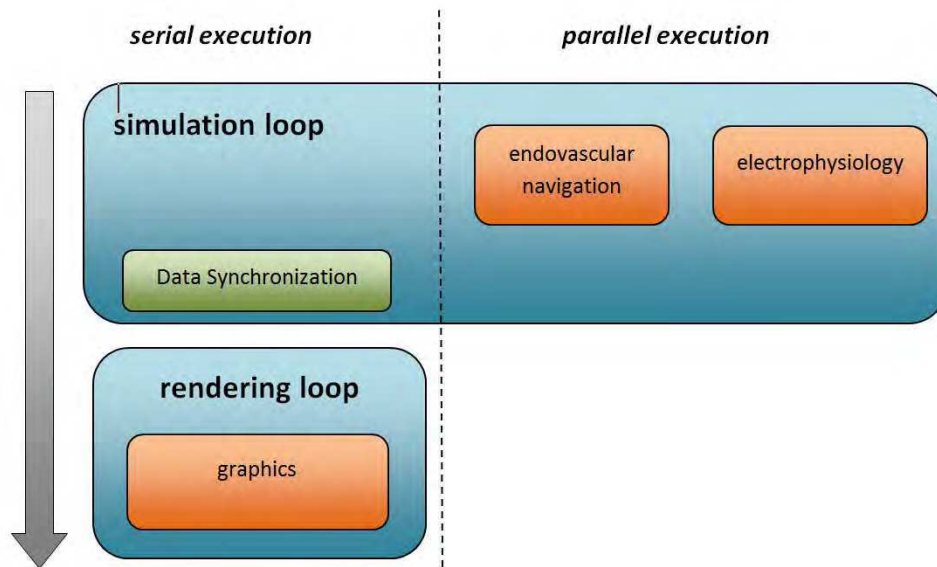 serial execution
parallel execution
simulation loop
endovascular
navigation
electrophysiology
Data Synchronization
rendering loop
graphics